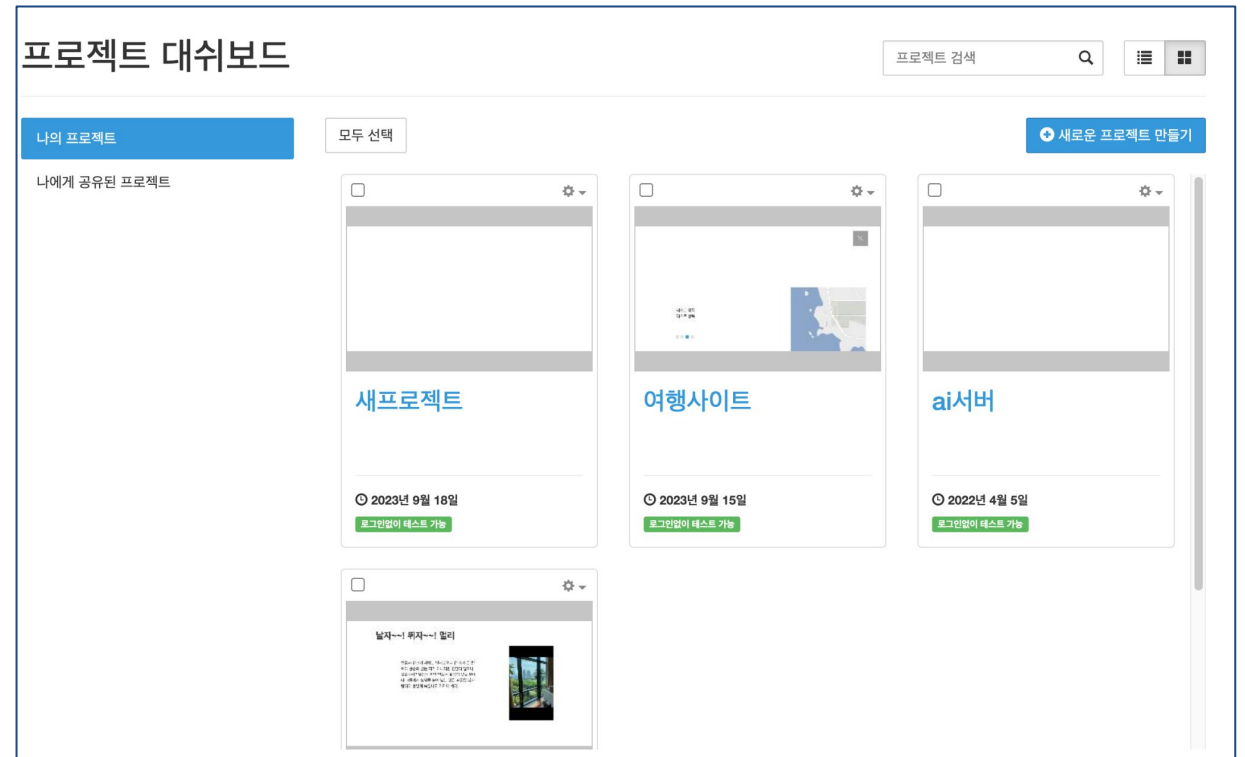 프로젝트 대쉬보드
프로젝트 검색
나의 프로젝트
모두 선택
새로운 프로젝트 만들기
나에게 공유된 프로젝트
새프로젝트
여행사이트
ai서버
2023년 9월 18일
2023년 9월 15일
2022년 4월 5일
로그인없이 테스트 가능
로그인없이 테스트 가능
로그인없이 테스트 가능
날자~~! 뛰자~~! 멀리